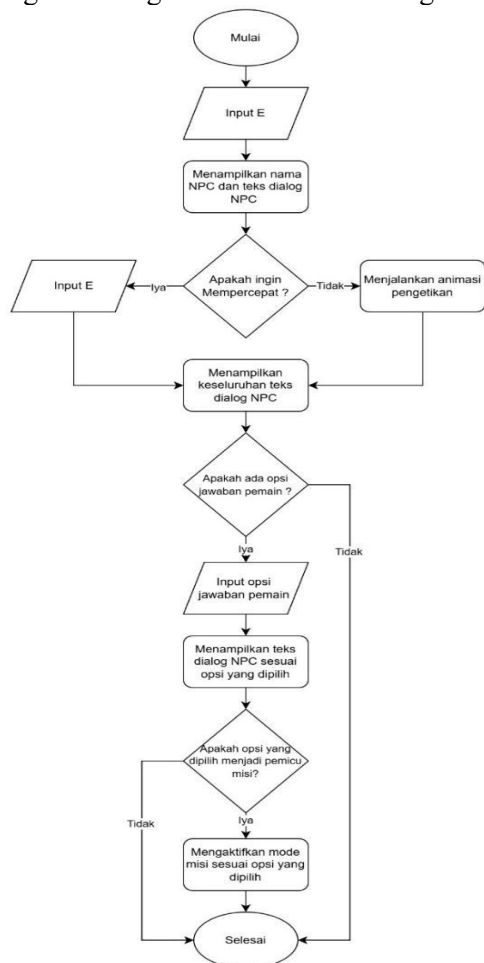 Mulai
Input E
Menampilkan nama
NPC dan teks dialog
NPC
Apakah ingin
Mempercepat ?
Iya
Tidak
Input E
Menjalankan animasi
pengetikan
Menampilkan
keseluruhan teks
dialog NPC
Apakah ada opsi
jawaban pemain ?
Iya
Tidak
Input opsi
jawaban pemain
Menampilkan teks
dialog NPC sesuai
opsi yang dipilih
Apakah opsi yang
dipilih menjadi pemicu
misi?
Tidak
Iya
Mengaktifkan mode
misi sesuai opsi yang
dipilih
Selesai